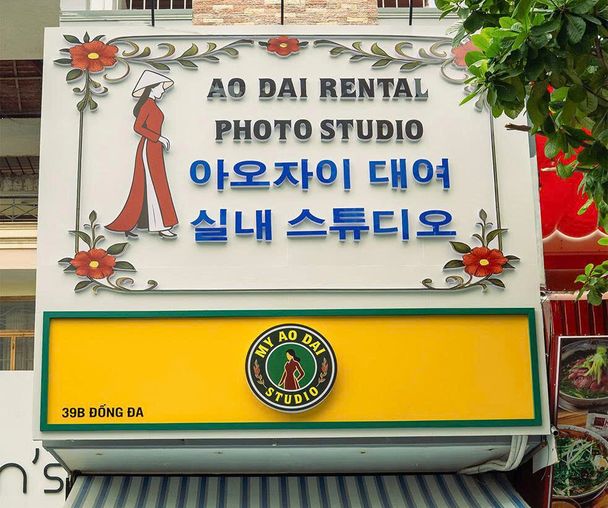 AO DAI RENTAL
PHOTO STUDIO
아오자이 대여
실내 스튜디오
MY AO DAI
STUDIO
39B ĐỐNG ĐA
n's